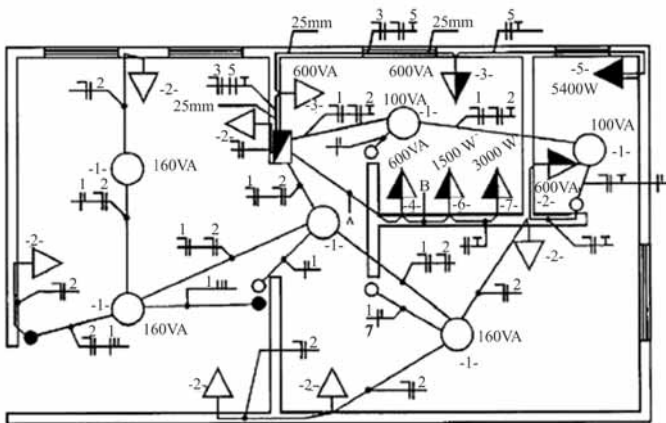 25mm 3 5 25mm 5
3 5 600VA 600VA -5-
-2- -3- -3- 5400W
2 25mm 1 2 100VA -1- 1 2 100VA
-2- -1-
-1- 160VA 600VA 1500 W 3000 W
1 2 1 2 B 600VA
-4- -6- -7- -2-
A
-2- 1 2 -1- -2-
1 1 2
2 1 2
-1- 1
2 1 160VA 7 160VA
-1-
2 2
-2- -2-